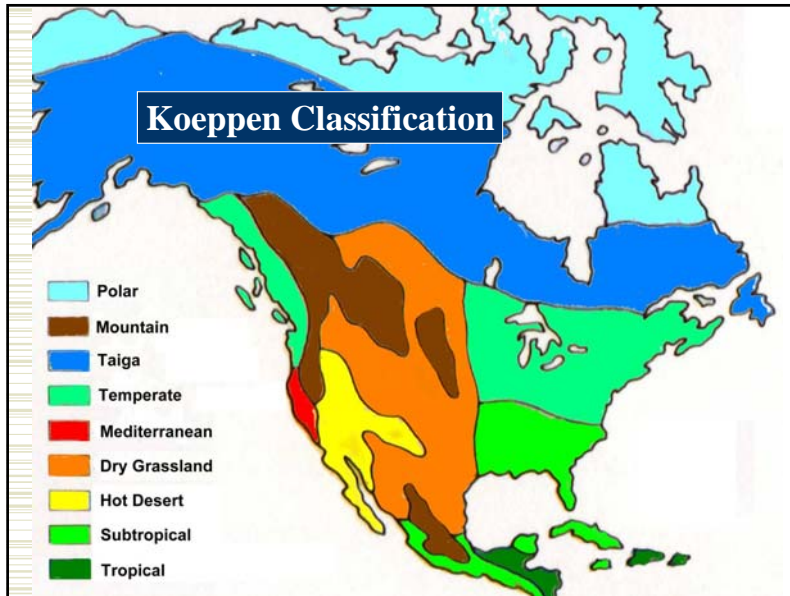 Koeppen Classification
Polar
Mountain
Taiga
Temperate
Mediterranean
Dry Grassland
Hot Desert
Subtropical
Tropical